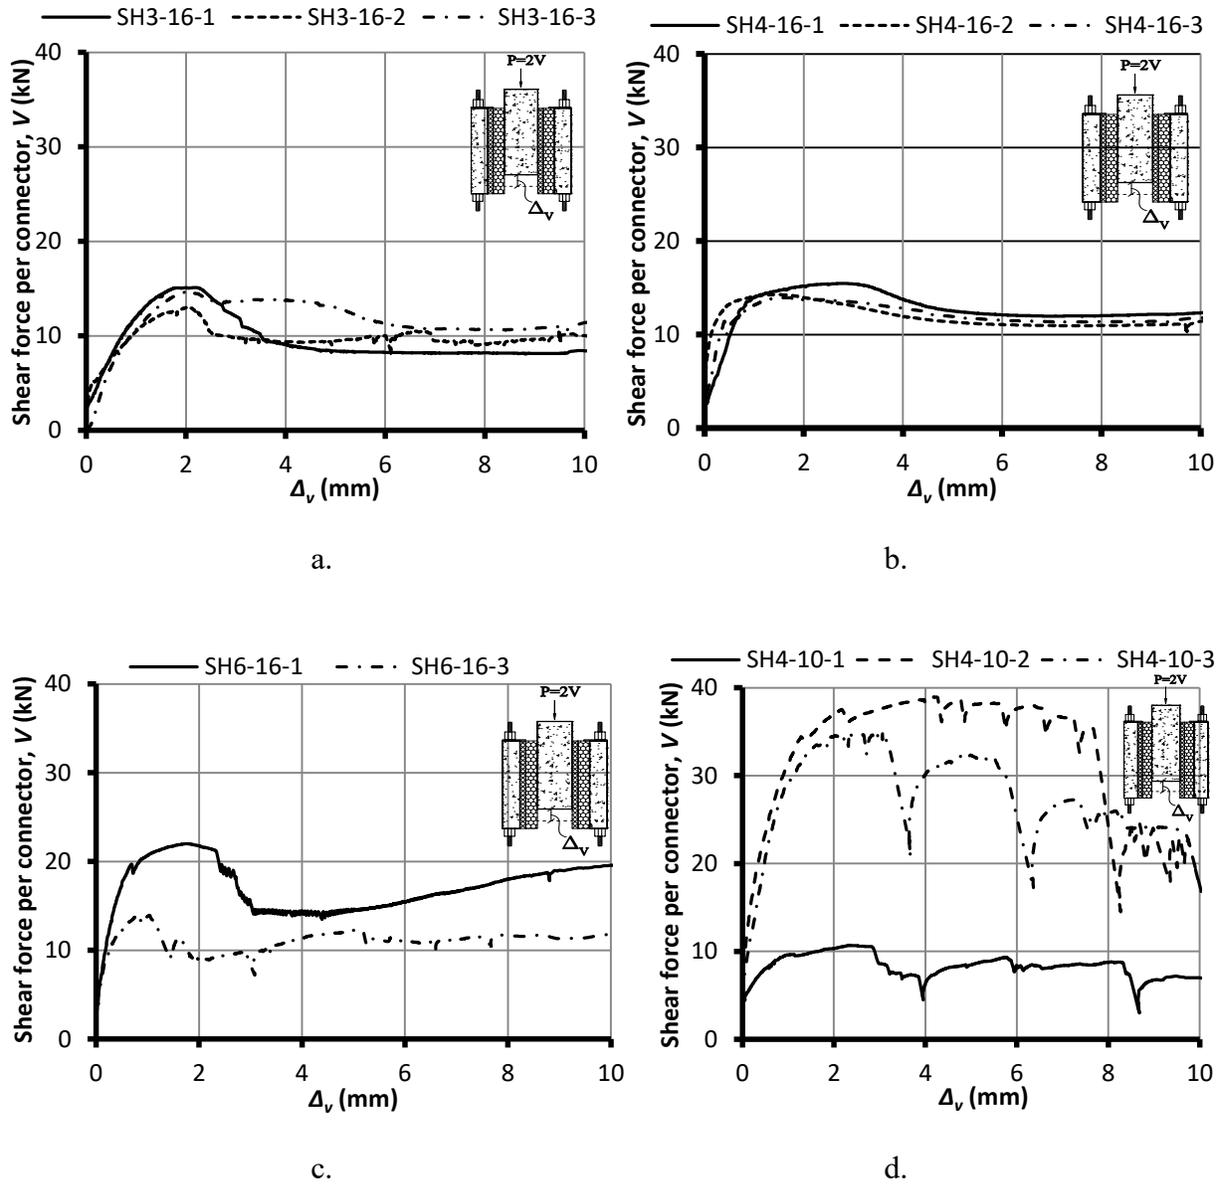 SH3-16-1 SH3-16-2 SH3-16-3
40
30
20
10
0
Shear force per connector, V (kN)
P=2V
Δv
0 2 4 6 8 10
Δv (mm)
a.
SH4-16-1 SH4-16-2 SH4-16-3
40
30
20
10
0
Shear force per connector, V (kN)
P=2V
Δv
0 2 4 6 8 10
Δv (mm)
b.
SH6-16-1 SH6-16-3
40
30
20
10
0
Shear force per connector, V (kN)
P=2V
Δv
0 2 4 6 8 10
Δv (mm)
c.
SH4-10-1 SH4-10-2 SH4-10-3
40
30
20
10
0
Shear force per connector, V (kN)
P=2V
Δv
0 2 4 6 8 10
Δv (mm)
d.